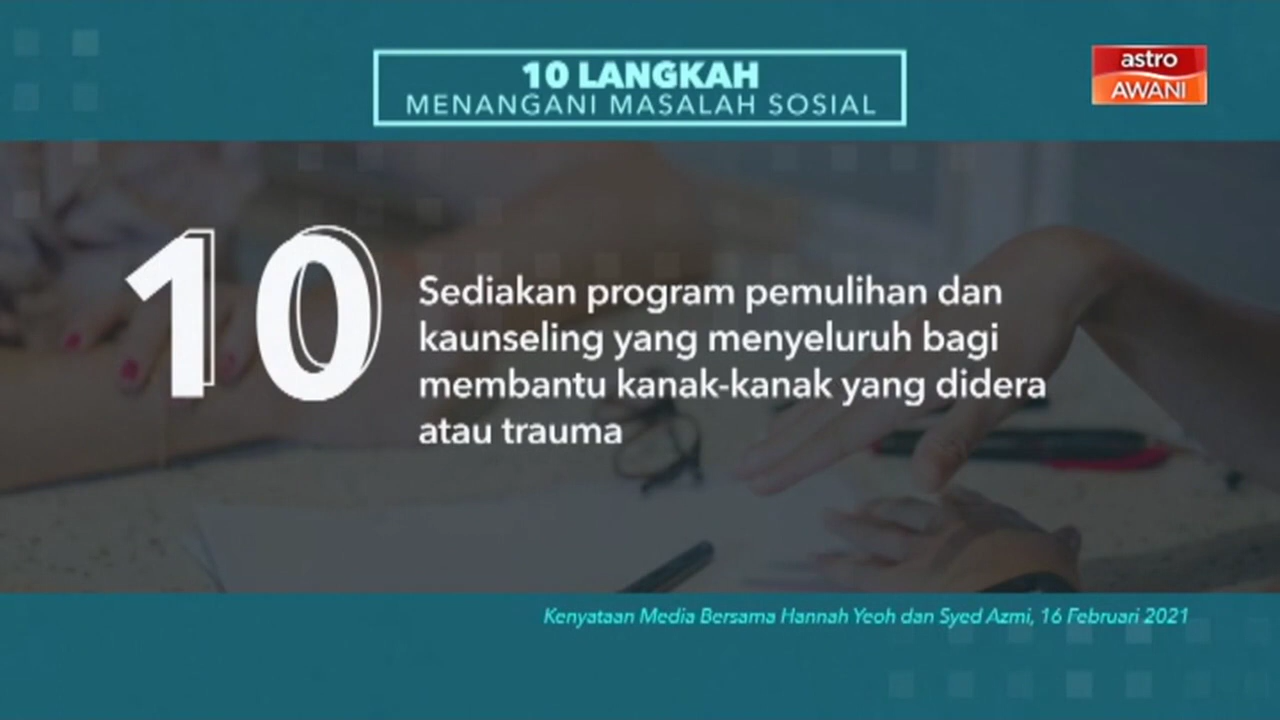 10 LANGKAH
MENANGANI MASALAH SOSIAL
astro
AWANI
10
Sediakan program pemulihan dan
kaunseling yang menyeluruh bagi
membantu kanak-kanak yang didera
atau trauma
Kenyataan Media Bersama Hannah Yeoh dan Syed Azmi, 16 Februari 2021